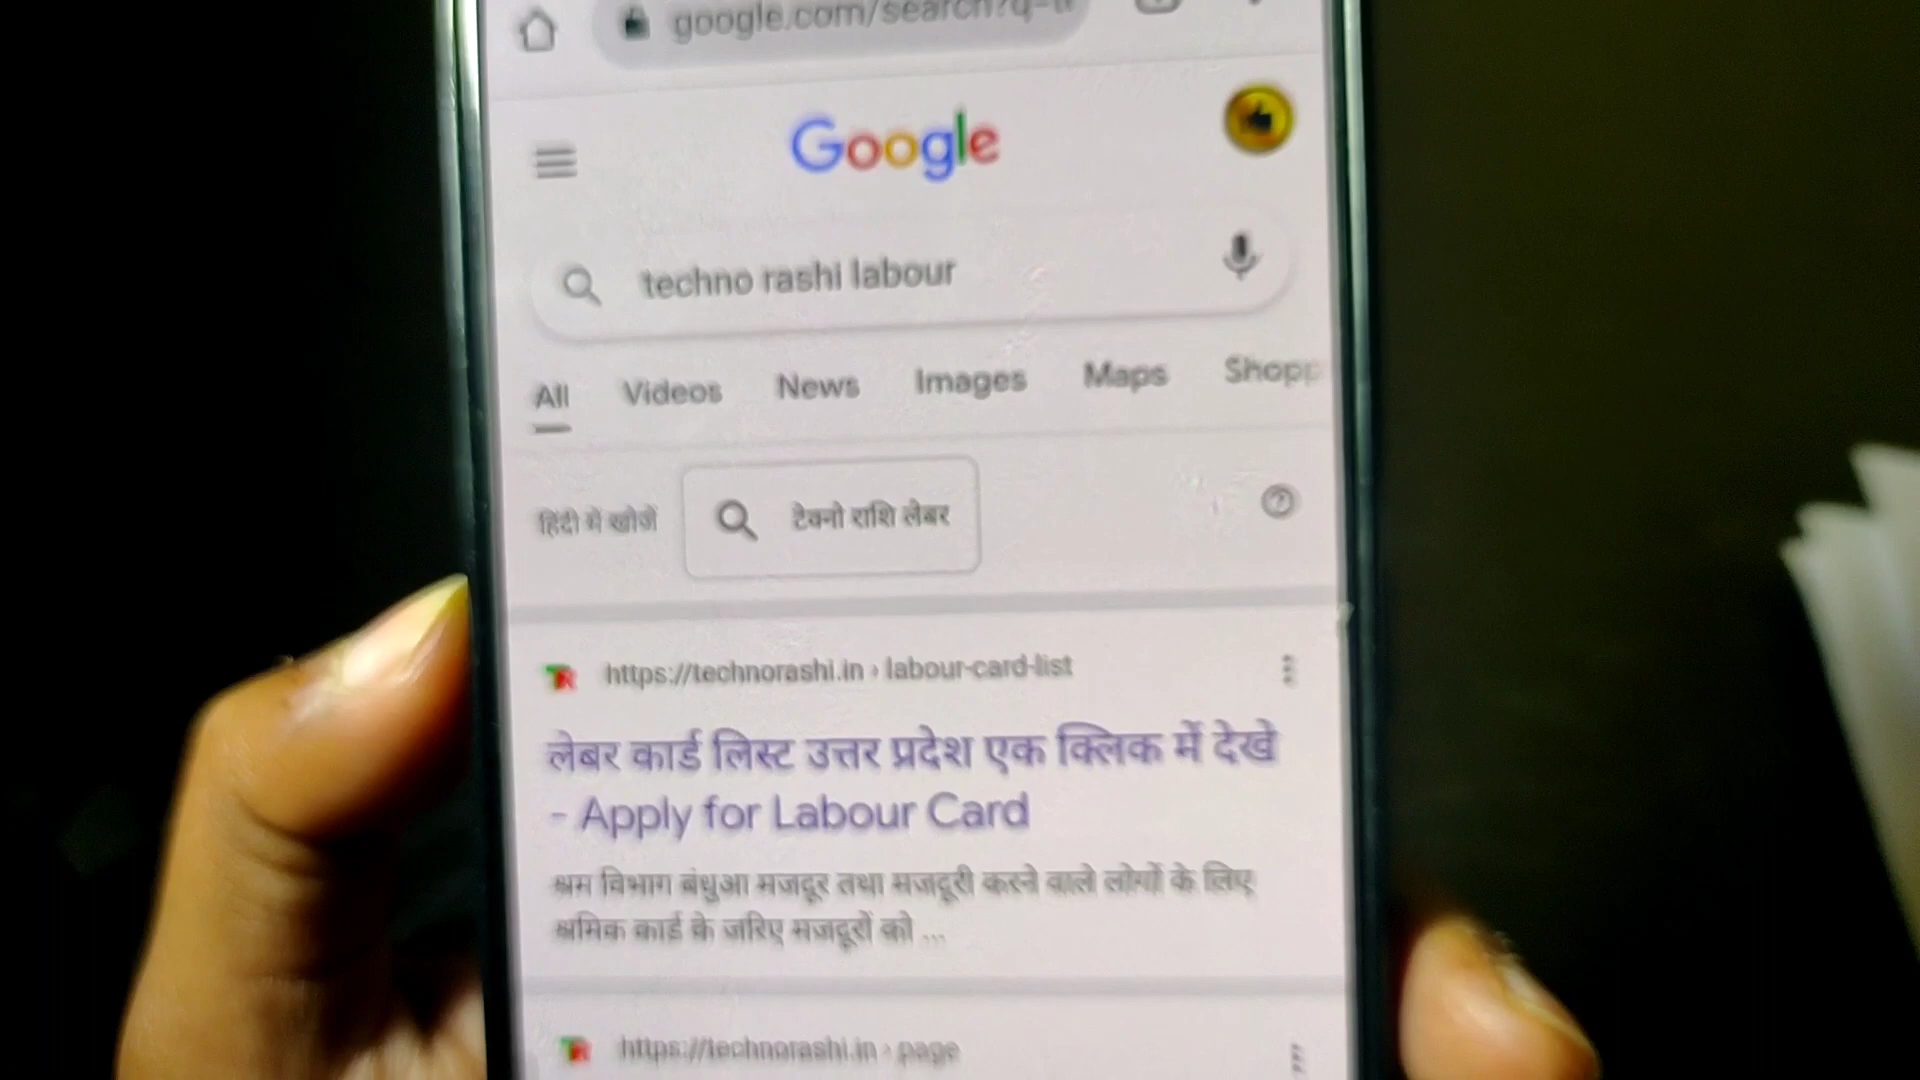 google.com/search?q=t
Google
techno rashi labour
All Videos News Images Maps Shopp
हिंदी में खोजें टेक्नो राशि लेबर
https://technorashi.in › labour-card-list
लेबर कार्ड लिस्ट उत्तर प्रदेश एक क्लिक में देखे
- Apply for Labour Card
श्रम विभाग बंधुआ मजदूर तथा मजदूरी करने वाले लोगों के लिए
श्रमिक कार्ड के जरिए मजदूरों को ...
https://technorashi.in › page